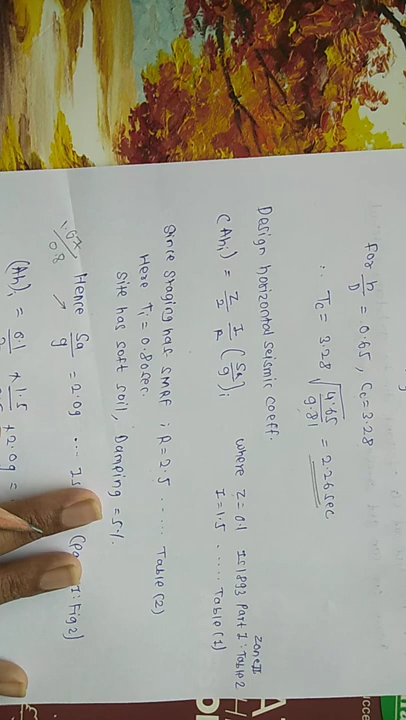 For h/D = 0.65, Cc = 3.28
∴ Tc = 3.28 √(4.65/9.81) = 2.26 sec
Design horizontal seismic coeff.
(Ah)i = Z/2 I/R (Sa/g)i where Z = 0.1 IS 1893 Part I : Table 2 Zone II
I = 1.5 ..... Table (1)
Since staging has SMRF ; R = 2.5 ...... Table (2)
Here Ti = 0.80 sec.
Site has soft soil, Damping = 5%.
Hence Sa/g = 2.09 ... Is I : Fig 2)
1.67/0.8 →
(Ah)i = 0.1 × 1.5 × 2.09 =